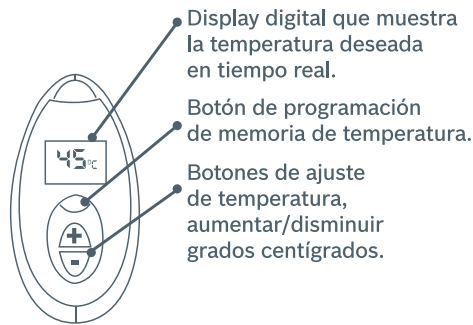 Display digital que muestra
la temperatura deseada
en tiempo real.
Botón de programación
de memoria de temperatura.
Botones de ajuste
de temperatura,
aumentar/disminuir
grados centígrados.
45°C
+
-